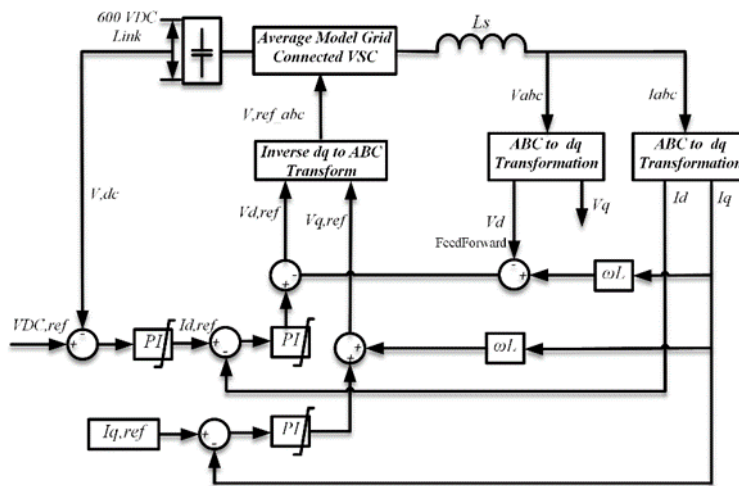 600 VDC
Link
Average Model Grid
Connected VSC
Ls
Vabc
Iabc
V,ref_abc
Inverse dq to ABC
Transform
ABC to dq
Transformation
ABC to dq
Transformation
V,dc
Vd,ref
Vq,ref
Vd
Vq
Id
Iq
FeedForward
-
+
-
+
ωL
VDC,ref
-
+
PI
Id,ref
+
-
PI
+
+
ωL
Iq,ref
+
-
PI